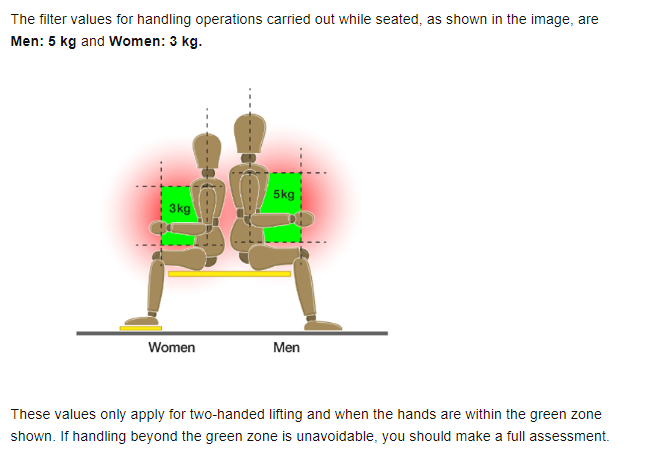 The filter values for handling operations carried out while seated, as shown in the image, are
Men: 5 kg and Women: 3 kg.
5kg
3kg
Women Men
These values only apply for two-handed lifting and when the hands are within the green zone
shown. If handling beyond the green zone is unavoidable, you should make a full assessment.